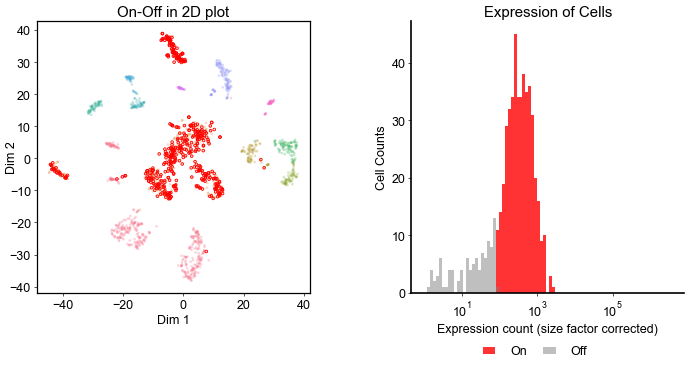 On-Off in 2D plot
40
30
20
10
0
−10
−20
−30
−40
Dim 2
−40
−20
0
20
40
Dim 1
Expression of Cells
40
30
20
10
0
Cell Counts
10^1
10^3
10^5
Expression count (size factor corrected)
On
Off